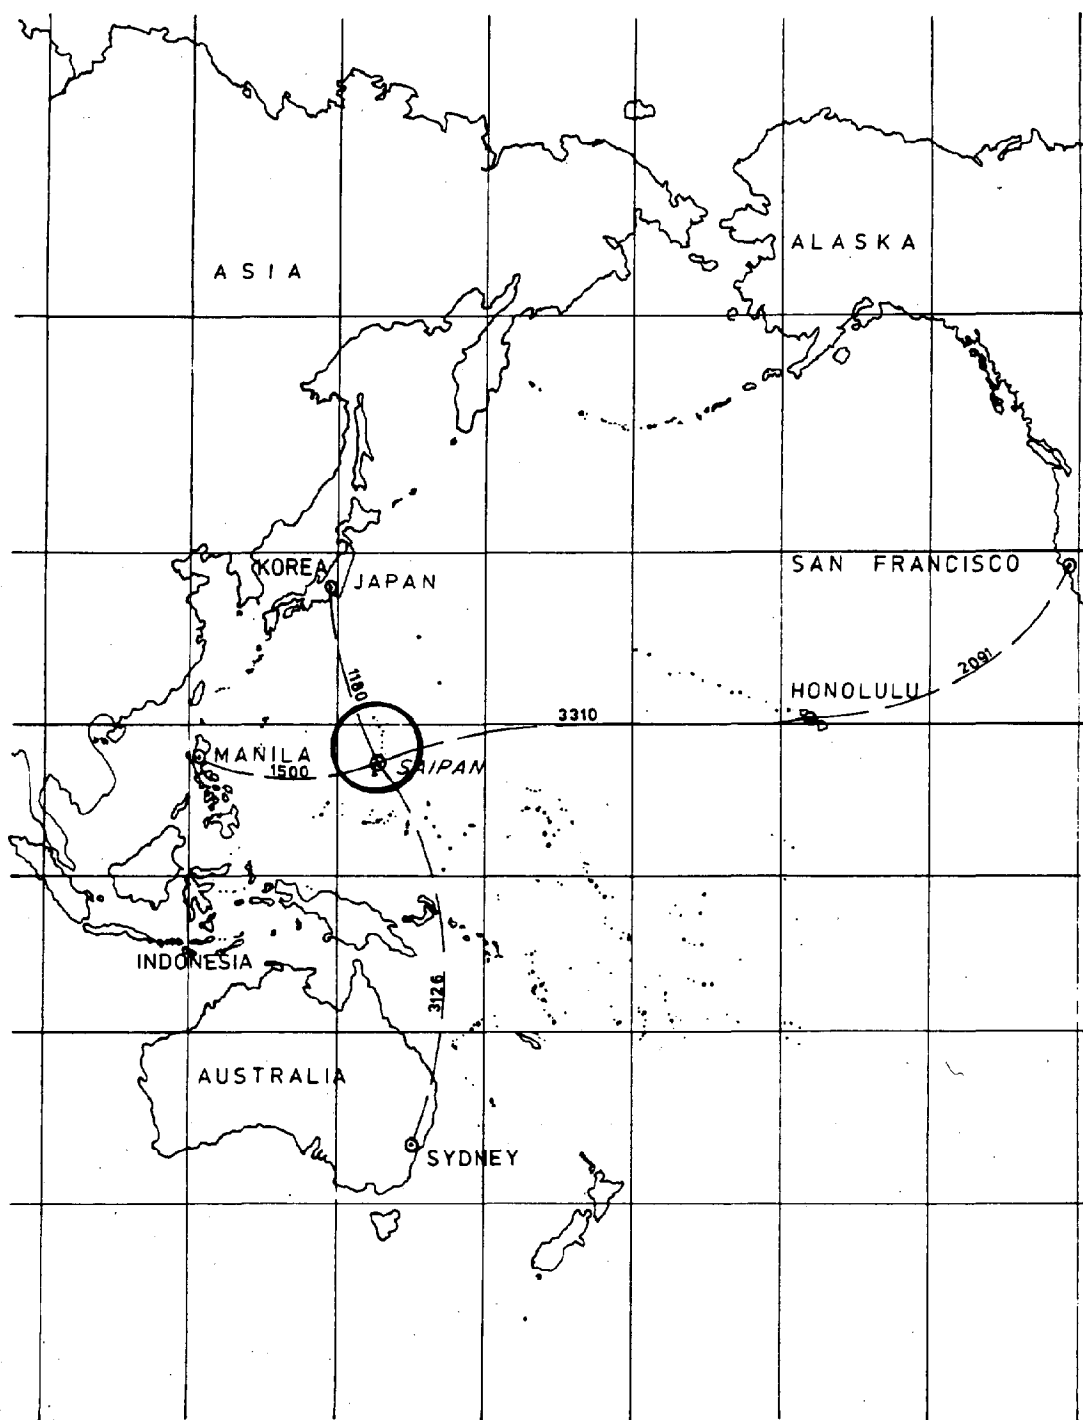 ALASKA
ASIA
KOREA
JAPAN
SAN FRANCISCO
1180
2091
HONOLULU
3310
MANILA
1500
SAIPAN
INDONESIA
3126
AUSTRALIA
SYDNEY